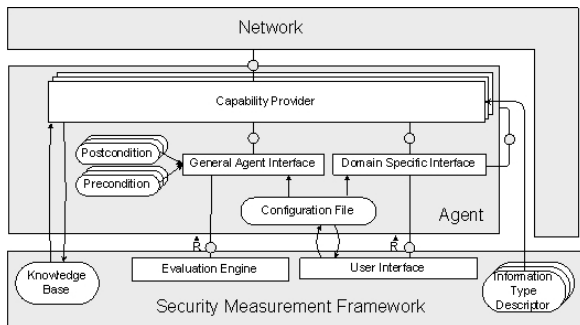 Network
Capability Provider
Postcondition
General Agent Interface
Domain Specific Interface
Precondition
Configuration File
Agent
R
R
Knowledge
Base
Evaluation Engine
User Interface
Information
Type
Descriptor
Security Measurement Framework